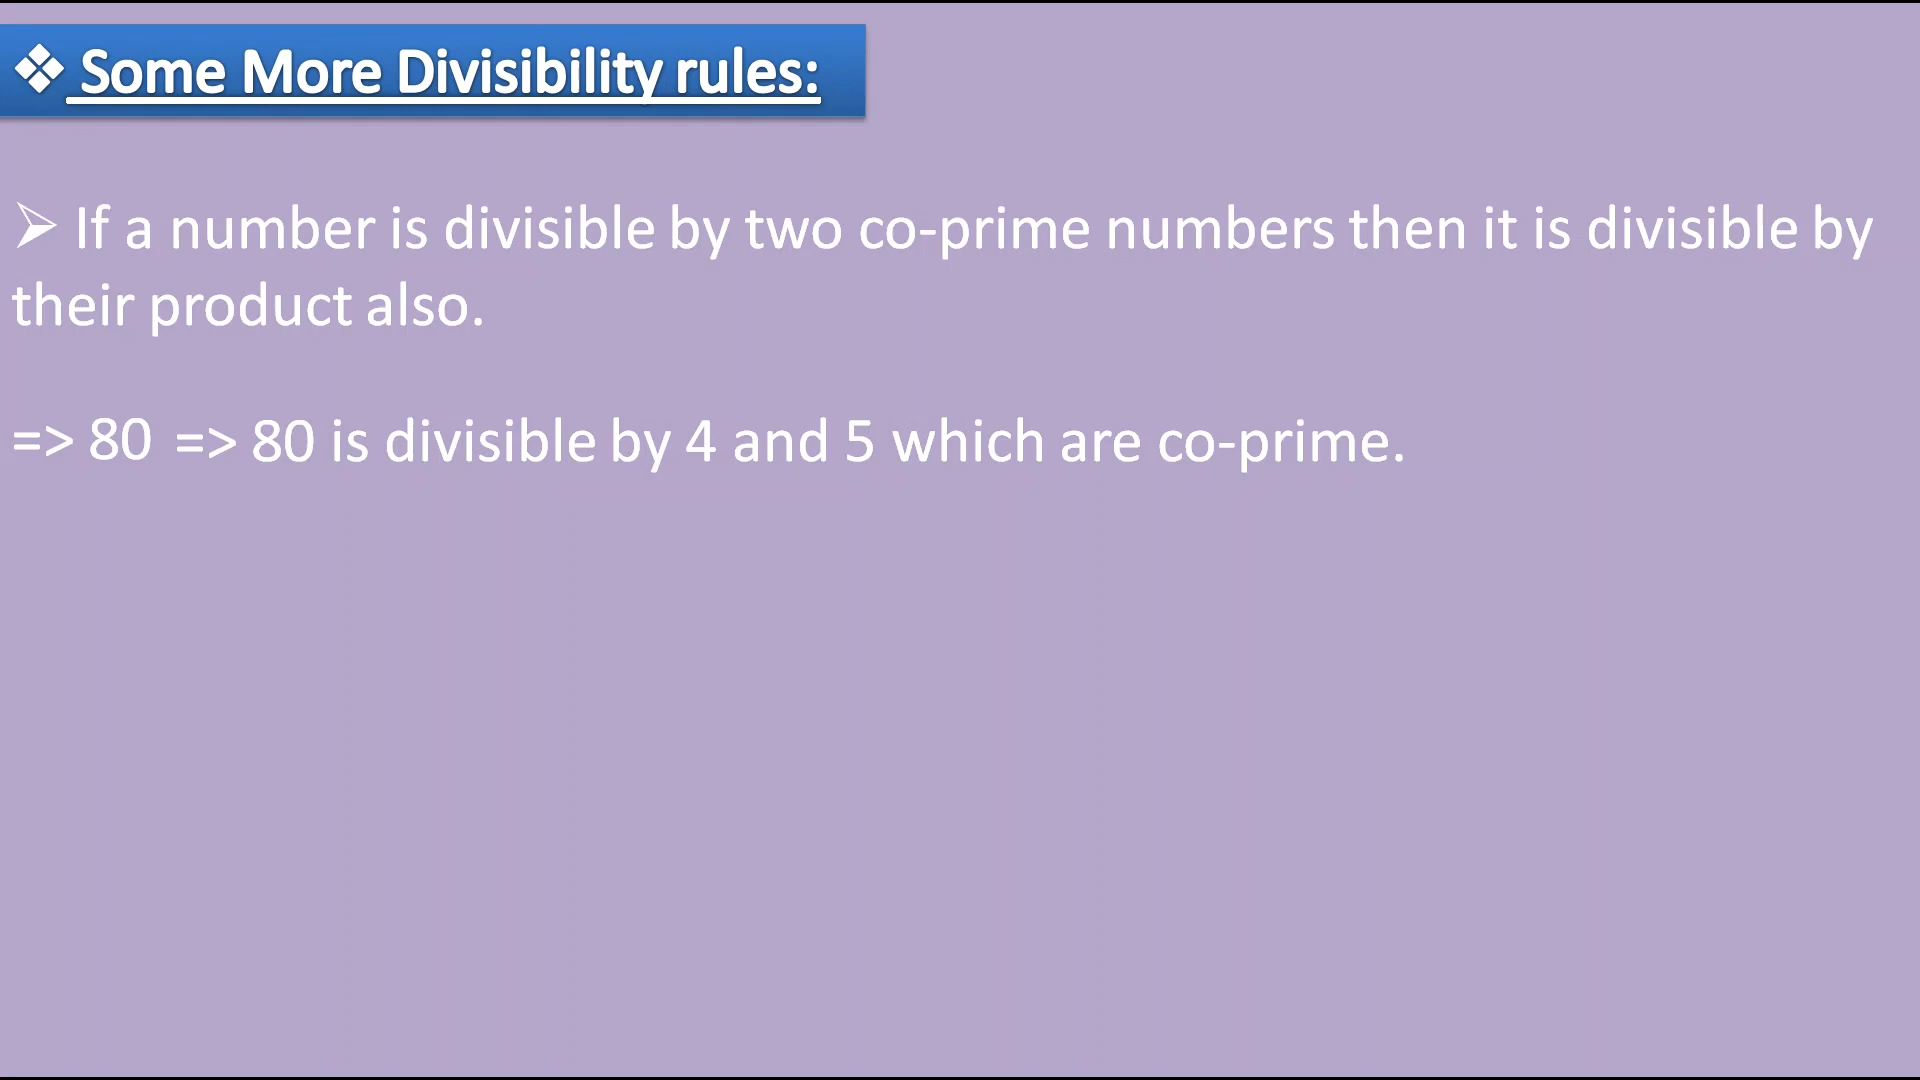 ❖ Some More Divisibility rules:
➢ If a number is divisible by two co-prime numbers then it is divisible by
their product also.
=> 80 => 80 is divisible by 4 and 5 which are co-prime.